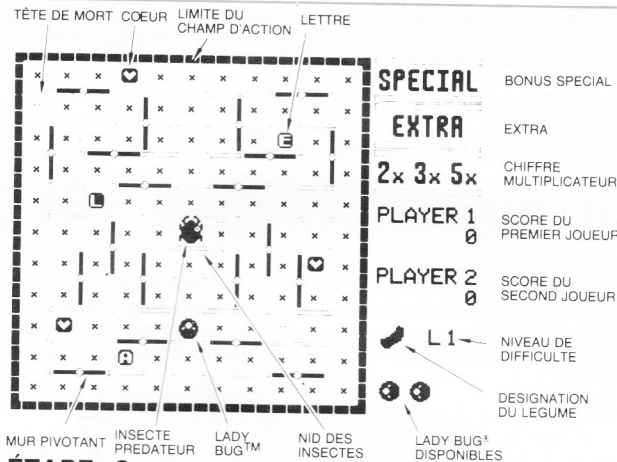 TÊTE DE MORT
CŒUR
LIMITE DU
CHAMP D'ACTION
LETTRE
SPECIAL
BONUS SPECIAL
EXTRA
EXTRA
E
2x 3x 5x
CHIFFRE
MULTIPLICATEUR
L
PLAYER 1
0
SCORE DU
PREMIER JOUEUR
PLAYER 2
0
SCORE DU
SECOND JOUEUR
L 1
NIVEAU DE
DIFFICULTE
A
DESIGNATION
DU LEGUME
MUR PIVOTANT
INSECTE
PREDATEUR
LADY
BUG™
NID DES
INSECTES
LADY BUG®
DISPONIBLES